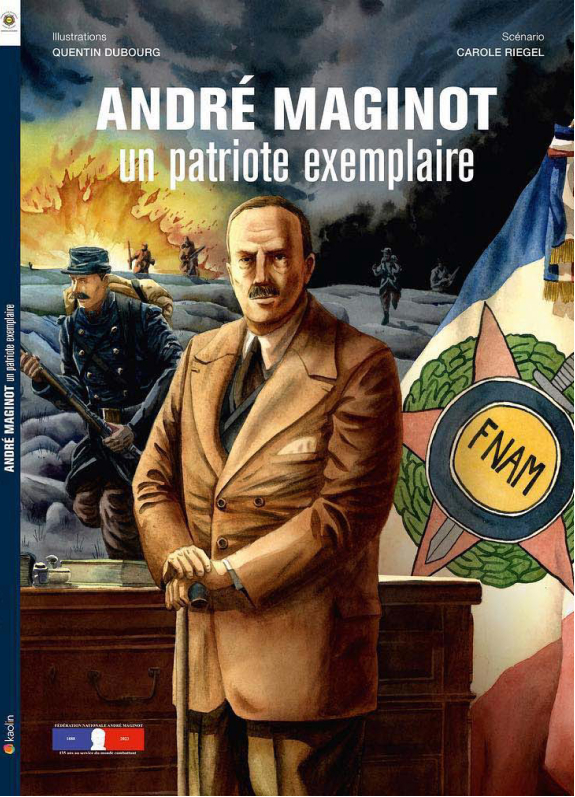 Illustrations
QUENTIN DUBOURG
Scénario
CAROLE RIEGEL
ANDRÉ MAGINOT
un patriote exemplaire
FNAM
ANDRÉ MAGINOT un patriote exemplaire
kaolin
FÉDÉRATION NATIONALE ANDRÉ MAGINOT
1888
2023
135 ans au service du monde combattant